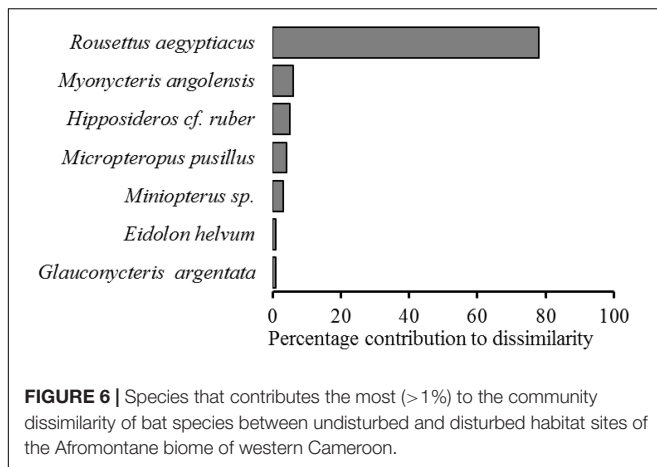 Rousettus aegyptiacus
Myonycteris angolensis
Hipposideros cf. ruber
Micropteropus pusillus
Miniopterus sp.
Eidolon helvum
Glauconycteris argentata
0 20 40 60 80 100
Percentage contribution to dissimilarity
FIGURE 6 | Species that contributes the most (>1%) to the community
dissimilarity of bat species between undisturbed and disturbed habitat sites of
the Afromontane biome of western Cameroon.